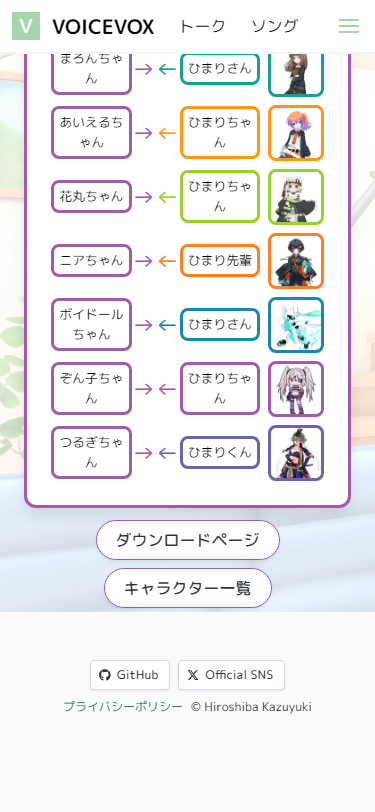 V VOICEVOX トーク ソング
まろんちゃ
ん
ひまりさん
あいえるち
ゃん
ひまりちゃ
ん
花丸ちゃん
ひまりちゃ
ん
ニアちゃん
ひまり先輩
ボイドール
ちゃん
ひまりさん
ぞん子ちゃ
ん
ひまりちゃ
ん
つるぎちゃ
ん
ひまりくん
ダウンロードページ
キャラクター一覧
GitHub
Official SNS
プライバシーポリシー © Hiroshiba Kazuyuki